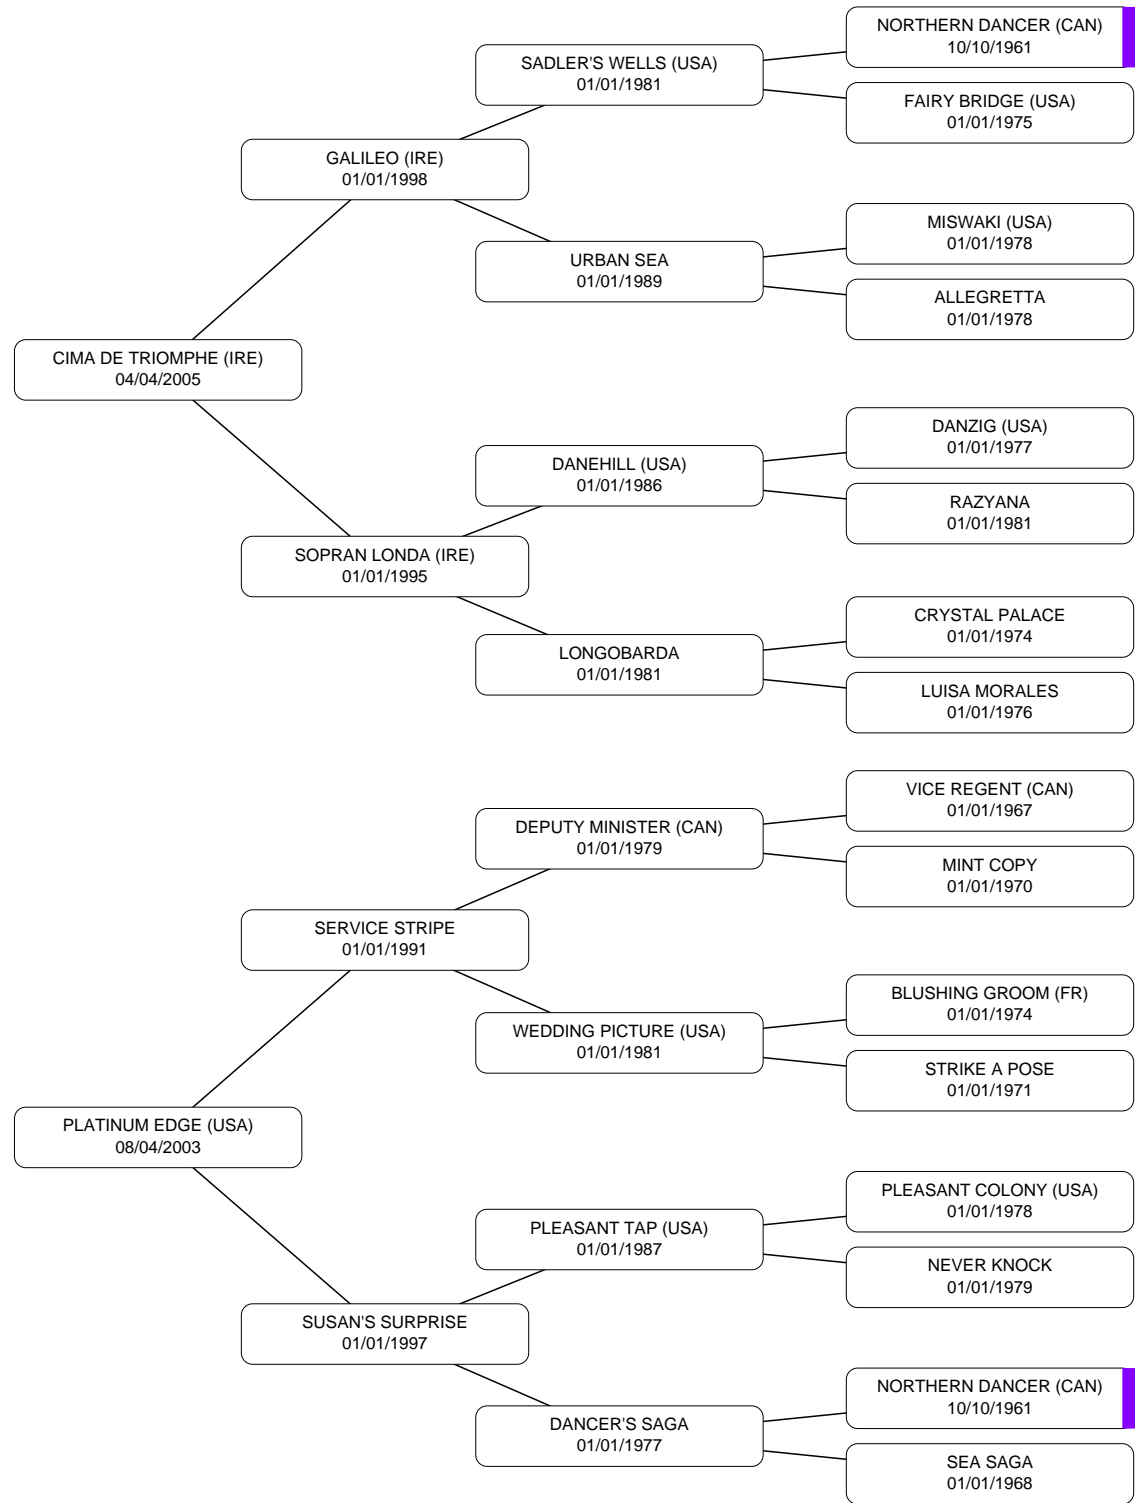 NORTHERN DANCER (CAN)
10/10/1961
SADLER'S WELLS (USA)
01/01/1981
FAIRY BRIDGE (USA)
01/01/1975
GALILEO (IRE)
01/01/1998
MISWAKI (USA)
01/01/1978
URBAN SEA
01/01/1989
ALLEGRETTA
01/01/1978
CIMA DE TRIOMPHE (IRE)
04/04/2005
DANZIG (USA)
01/01/1977
DANEHILL (USA)
01/01/1986
RAZYANA
01/01/1981
SOPRAN LONDA (IRE)
01/01/1995
CRYSTAL PALACE
01/01/1974
LONGOBARDA
01/01/1981
LUISA MORALES
01/01/1976
VICE REGENT (CAN)
01/01/1967
DEPUTY MINISTER (CAN)
01/01/1979
MINT COPY
01/01/1970
SERVICE STRIPE
01/01/1991
BLUSHING GROOM (FR)
01/01/1974
WEDDING PICTURE (USA)
01/01/1981
STRIKE A POSE
01/01/1971
PLATINUM EDGE (USA)
08/04/2003
PLEASANT COLONY (USA)
01/01/1978
PLEASANT TAP (USA)
01/01/1987
NEVER KNOCK
01/01/1979
SUSAN'S SURPRISE
01/01/1997
NORTHERN DANCER (CAN)
10/10/1961
DANCER'S SAGA
01/01/1977
SEA SAGA
01/01/1968